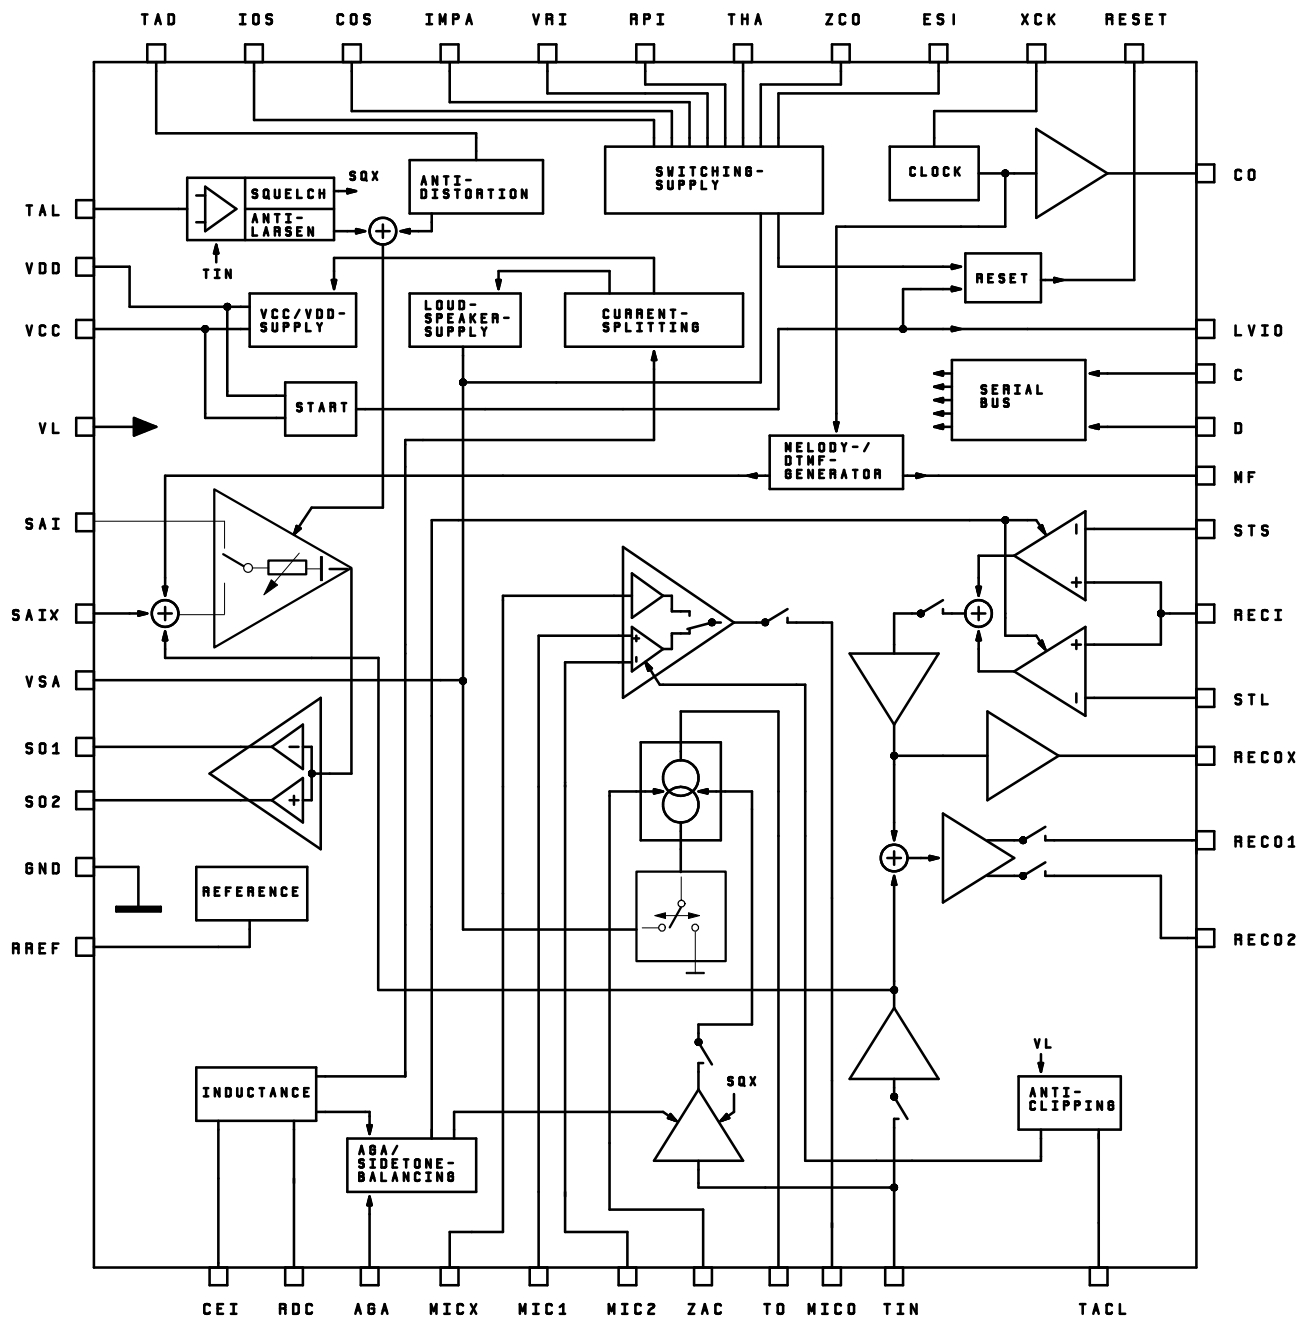 TAD IOS COS IMPA VRI RPI THA ZCO ESI XCK RESET
SQX
ANTI-
DISTORTION
SWITCHING-
SUPPLY
CLOCK
CO
TAL
SQUELCH
ANTI-
LARSEN
TIN
VDD
RESET
VCC
VCC/VDD-
SUPPLY
LOUD-
SPEAKER-
SUPPLY
CURRENT-
SPLITTING
LVIO
START
SERIAL
BUS
C
VL
D
MELODY-/
DTMF-
GENERATOR
MF
SAI
STS
SAIX
RECI
VSA
STL
SO1
RECOX
SO2
RECO1
GND
REFERENCE
RREF
RECO2
VL
INDUCTANCE
SQX
ANTI-
CLIPPING
AGA/
SIDETONE-
BALANCING
CEI RDC AGA MICX MIC1 MIC2 ZAC TO MICO TIN TACL